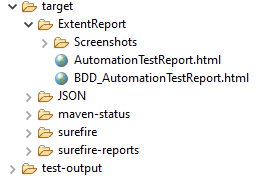 target
ExtentReport
Screenshots
AutomationTestReport.html
BDD_AutomationTestReport.html
JSON
maven-status
surefire
surefire-reports
test-output